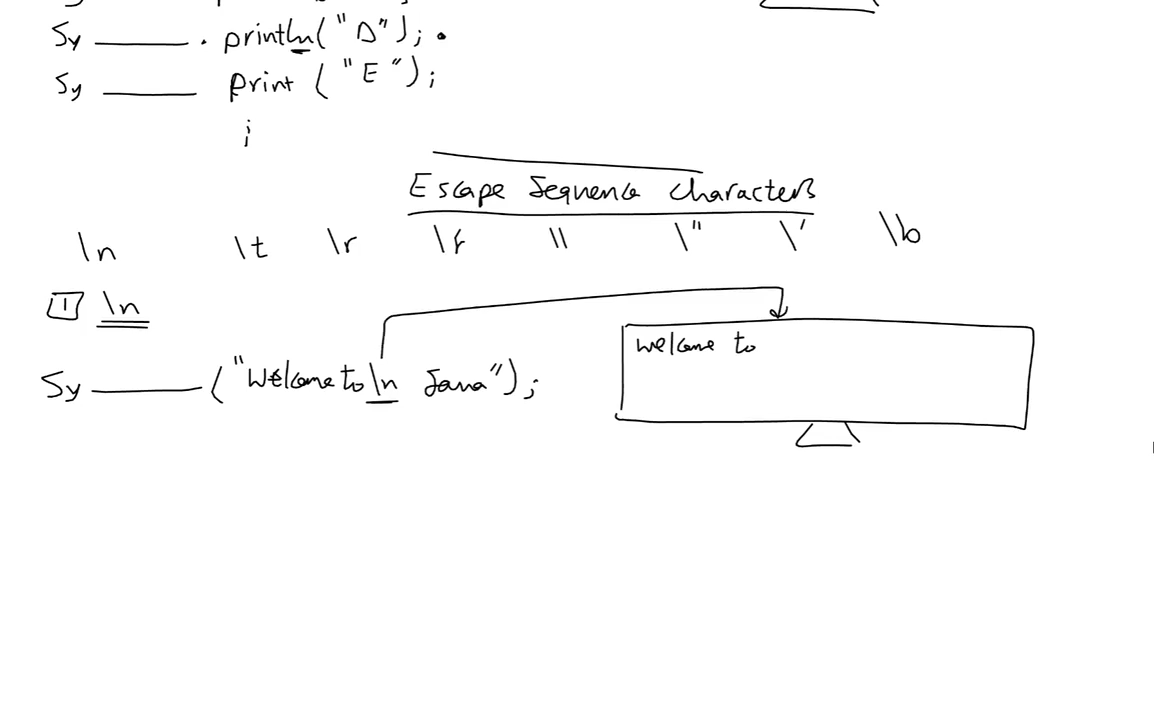 Sy ______ . println("D"); .
Sy ______ print ("E");
;
Escape Sequence Characters
\n \t \r \f \\ \" \' \b
1 \n
Sy ______ ("Welcome to \n Java");
Welcome to